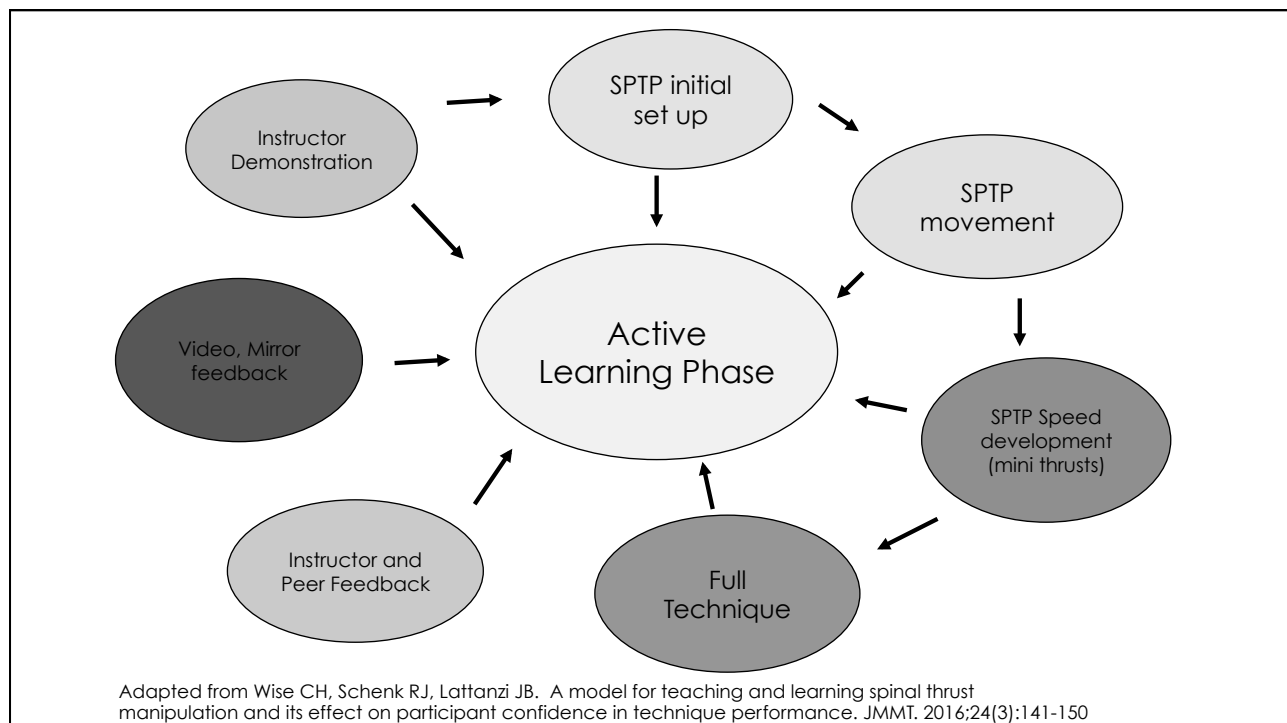 SPTP initial
set up
Instructor
Demonstration
SPTP
movement
Active
Learning Phase
Video, Mirror
feedback
SPTP Speed
development
(mini thrusts)
Instructor and
Peer Feedback
Full
Technique
Adapted from Wise CH, Schenk RJ, Lattanzi JB. A model for teaching and learning spinal thrust
manipulation and its effect on participant confidence in technique performance. JMMT. 2016;24(3):141-150